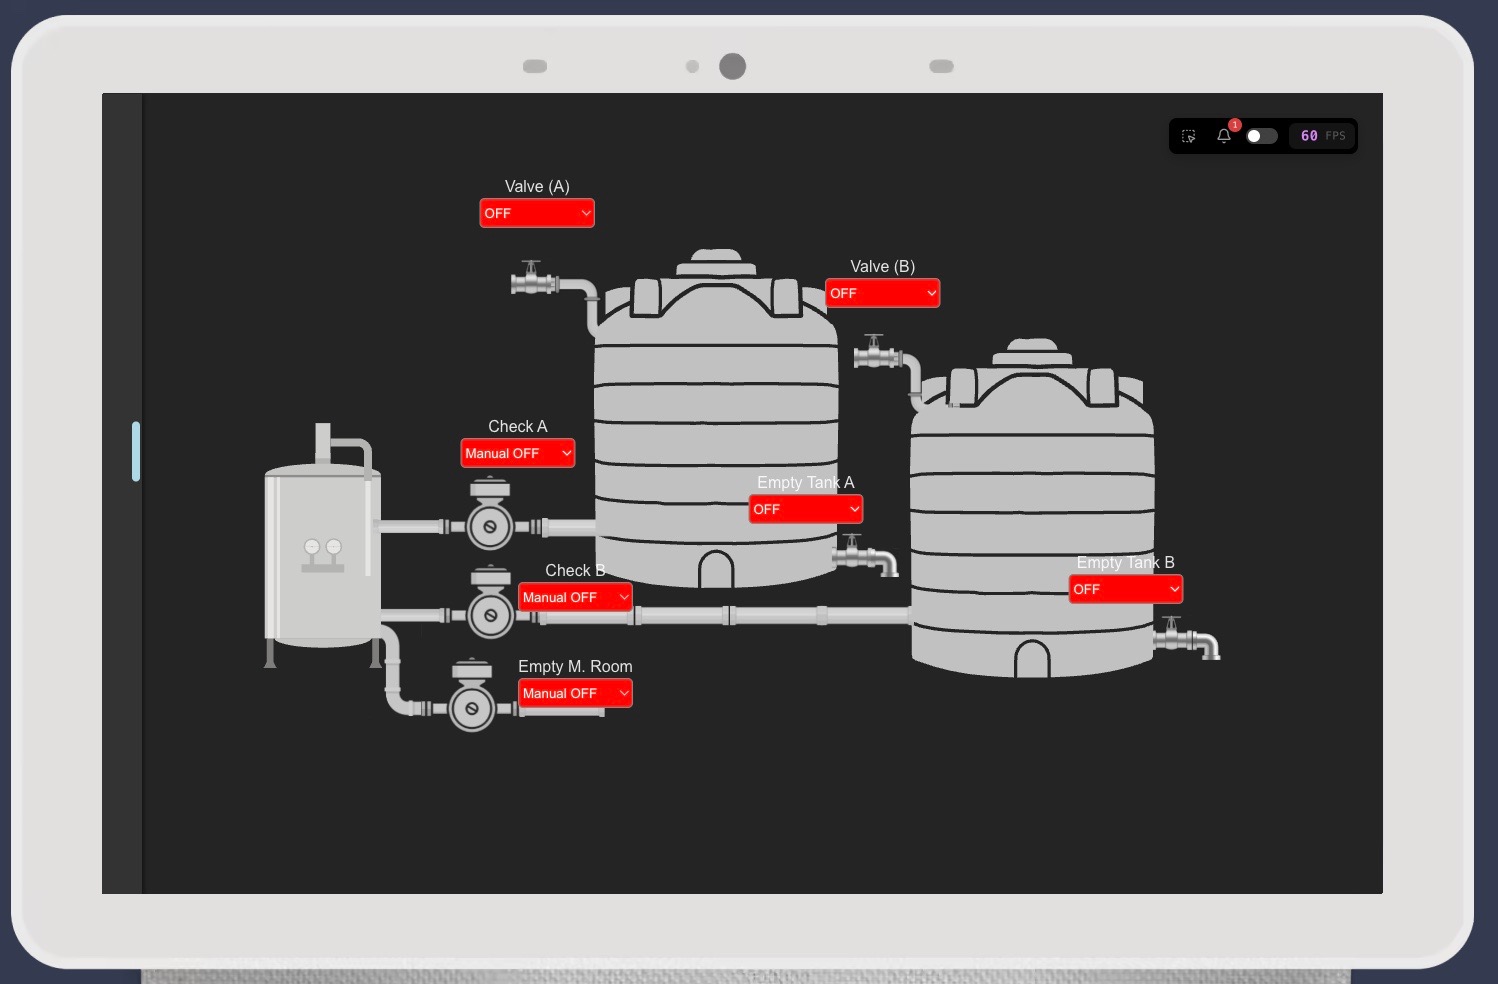 1
60 FPS
Valve (A)
OFF
Valve (B)
OFF
Check A
Manual OFF
Empty Tank A
OFF
Check B
Manual OFF
Empty Tank B
OFF
Empty M. Room
Manual OFF